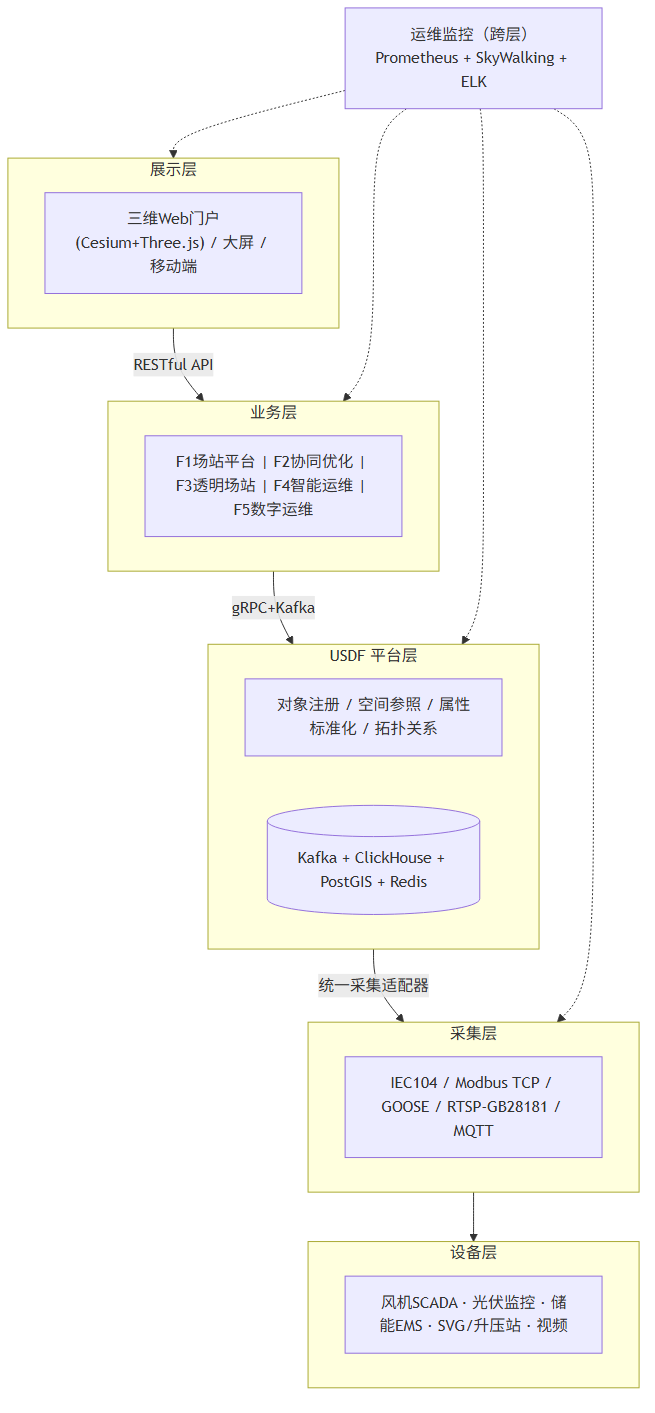 运维监控（跨层）
Prometheus + SkyWalking +
ELK
展示层
三维Web门户
(Cesium+Three.js) / 大屏 /
移动端
RESTful API
业务层
F1场站平台 | F2协同优化 |
F3透明场站 | F4智能运维 |
F5数字运维
gRPC+Kafka
USDF 平台层
对象注册 / 空间参照 / 属性
标准化 / 拓扑关系
Kafka + ClickHouse +
PostGIS + Redis
统一采集适配器
采集层
IEC104 / Modbus TCP /
GOOSE / RTSP-GB28181 /
MQTT
设备层
风机SCADA · 光伏监控 · 储
能EMS · SVG/升压站 · 视频